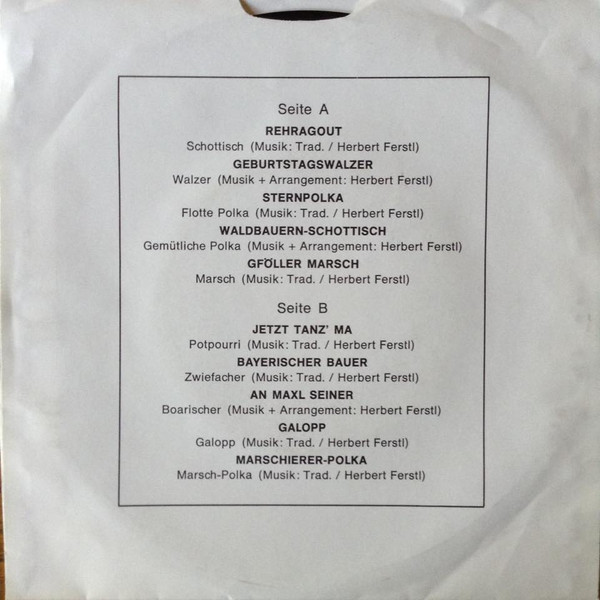 Seite A
REHRAGOUT
Schottisch (Musik: Trad. / Herbert Ferstl)
GEBURTSTAGSWALZER
Walzer (Musik + Arrangement: Herbert Ferstl)
STERNPOLKA
Flotte Polka (Musik: Trad. / Herbert Ferstl)
WALDBAUERN-SCHOTTISCH
Gemütliche Polka (Musik + Arrangement: Herbert Ferstl)
GFÖLLER MARSCH
Marsch (Musik: Trad. / Herbert Ferstl)
Seite B
JETZT TANZ' MA
Potpourri (Musik: Trad. / Herbert Ferstl)
BAYERISCHER BAUER
Zwiefacher (Musik: Trad. / Herbert Ferstl)
AN MAXL SEINER
Boarischer (Musik + Arrangement: Herbert Ferstl)
GALOPP
Galopp (Musik: Trad. / Herbert Ferstl)
MARSCHIERER-POLKA
Marsch-Polka (Musik: Trad. / Herbert Ferstl)